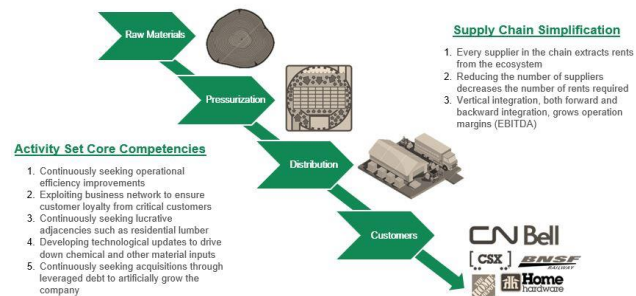 Raw Materials
Supply Chain Simplification
1. Every supplier in the chain extracts rents
from the ecosystem
2. Reducing the number of suppliers
decreases the number of rents required
3. Vertical integration, both forward and
backward integration, grows operation
margins (EBITDA)
Pressurization
Activity Set Core Competencies
1. Continuously seeking operational
efficiency improvements
2. Exploiting business network to ensure
customer loyalty from critical customers
3. Continuously seeking lucrative
adjacencies such as residential lumber
4. Developing technological updates to drive
down chemical and other material inputs
5. Continuously seeking acquisitions through
leveraged debt to artificially grow the
company
Distribution
Customers
CN Bell
CSX BNSF
RAILWAY
THE HOME DEPOT
hh Home
hardware